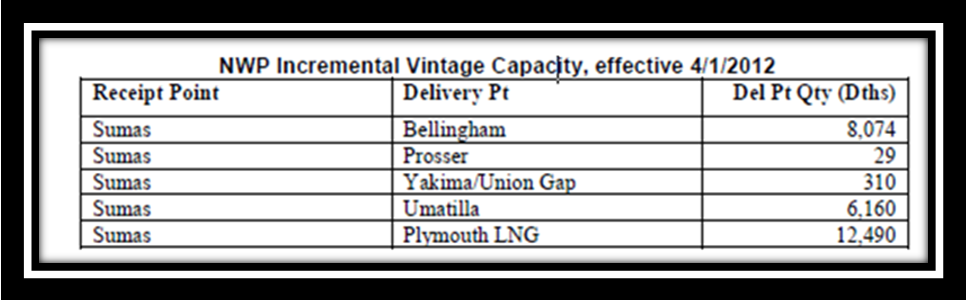 NWP Incremental Vintage Capacity, effective 4/1/2012
Receipt Point Delivery Pt Del Pt Qty (Dths)
Sumas Bellingham 8,074
Sumas Prosser 29
Sumas Yakima/Union Gap 310
Sumas Umatilla 6,160
Sumas Plymouth LNG 12,490